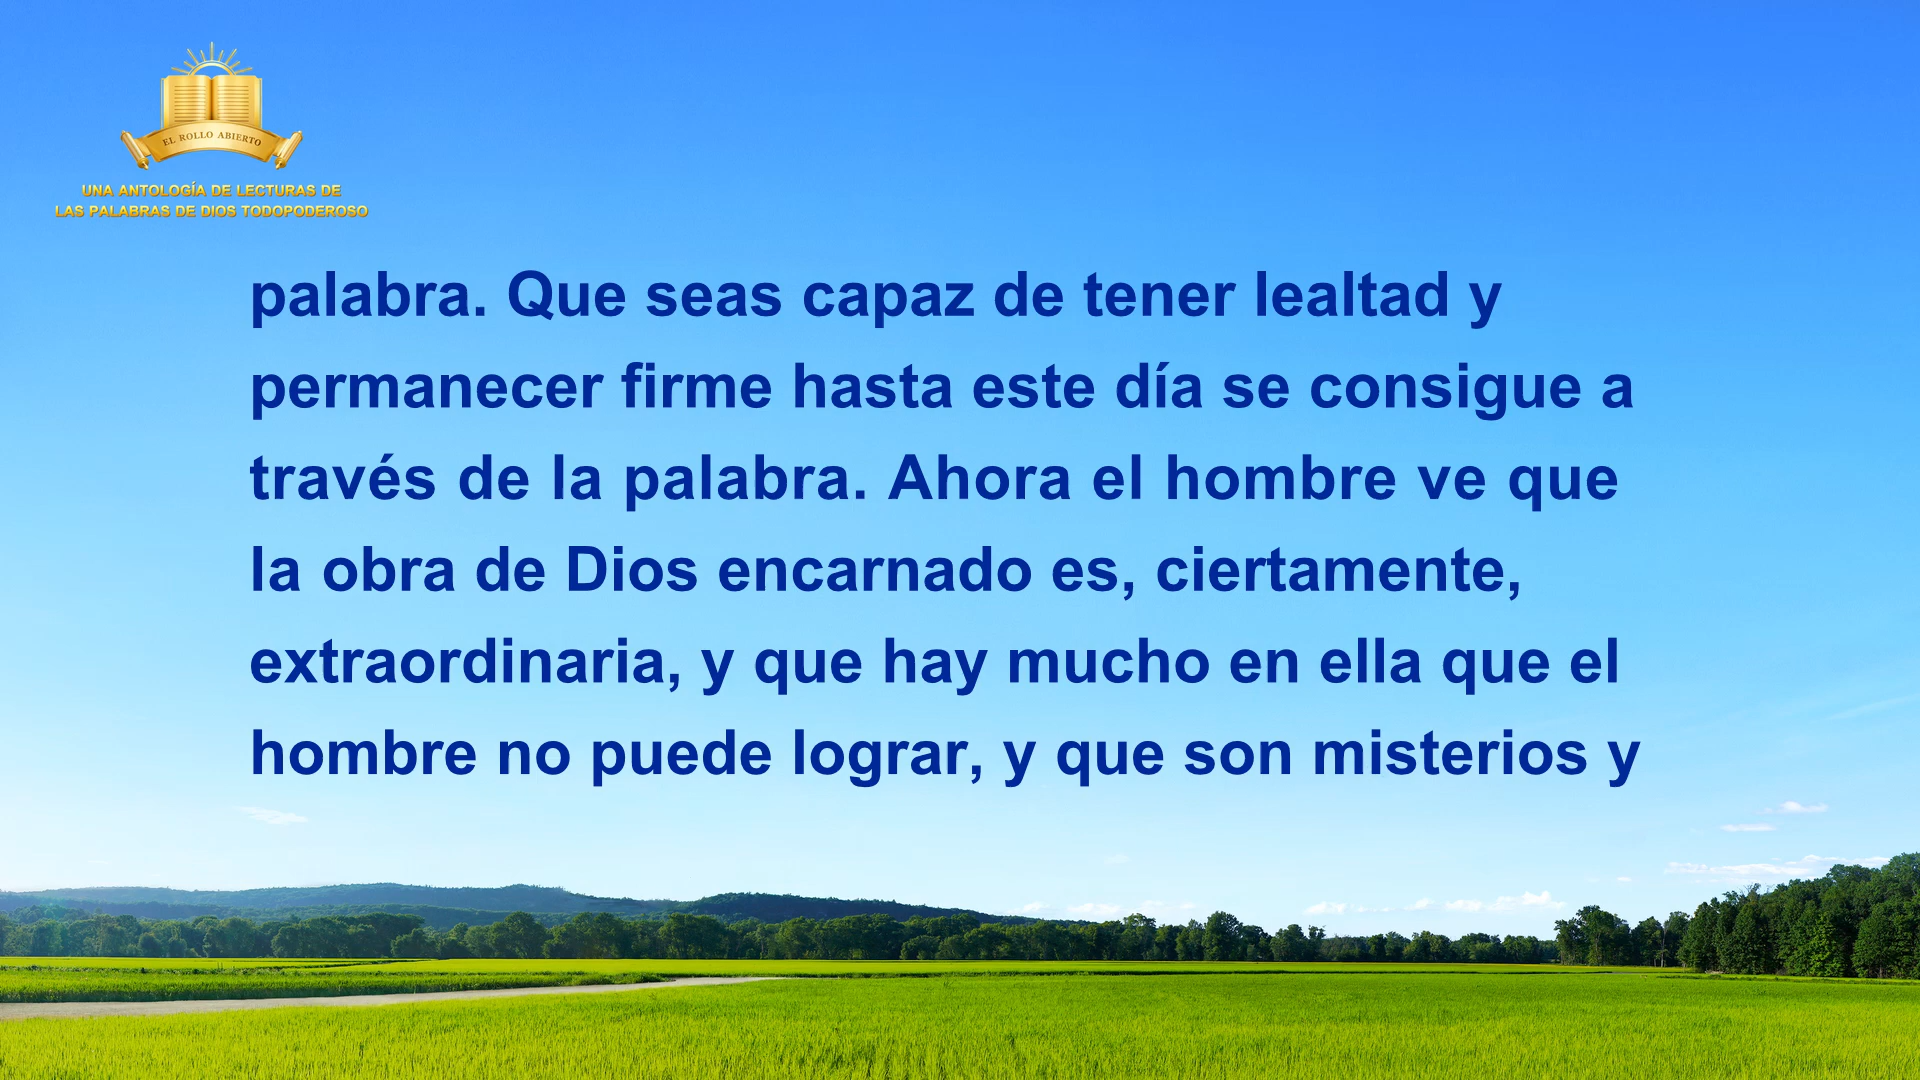 EL ROLLO ABIERTO
UNA ANTOLOGÍA DE LECTURAS DE
LAS PALABRAS DE DIOS TODOPODEROSO
palabra. Que seas capaz de tener lealtad y
permanecer firme hasta este día se consigue a
través de la palabra. Ahora el hombre ve que
la obra de Dios encarnado es, ciertamente,
extraordinaria, y que hay mucho en ella que el
hombre no puede lograr, y que son misterios y